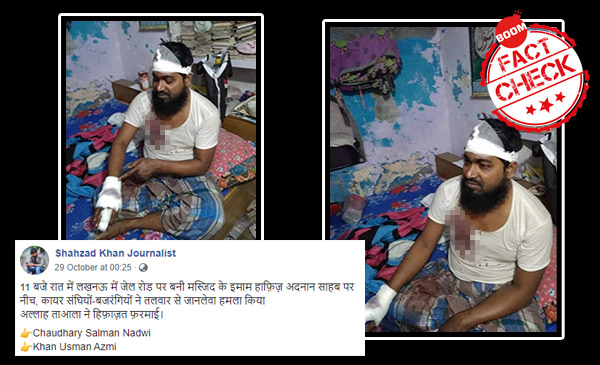 BOOM
FACT
CHECK
Shahzad Khan Journalist
29 October at 00:25
11 बजे रात में लखनऊ में जेल रोड पर बनी मस्जिद के इमाम हाफ़िज़ अदनान साहब पर
नीच, कायर संघियों-बजरंगियों ने तलवार से जानलेवा हमला किया
अल्लाह ताआला ने हिफ़ाज़त फ़रमाई।
👉Chaudhary Salman Nadwi
👉Khan Usman Azmi